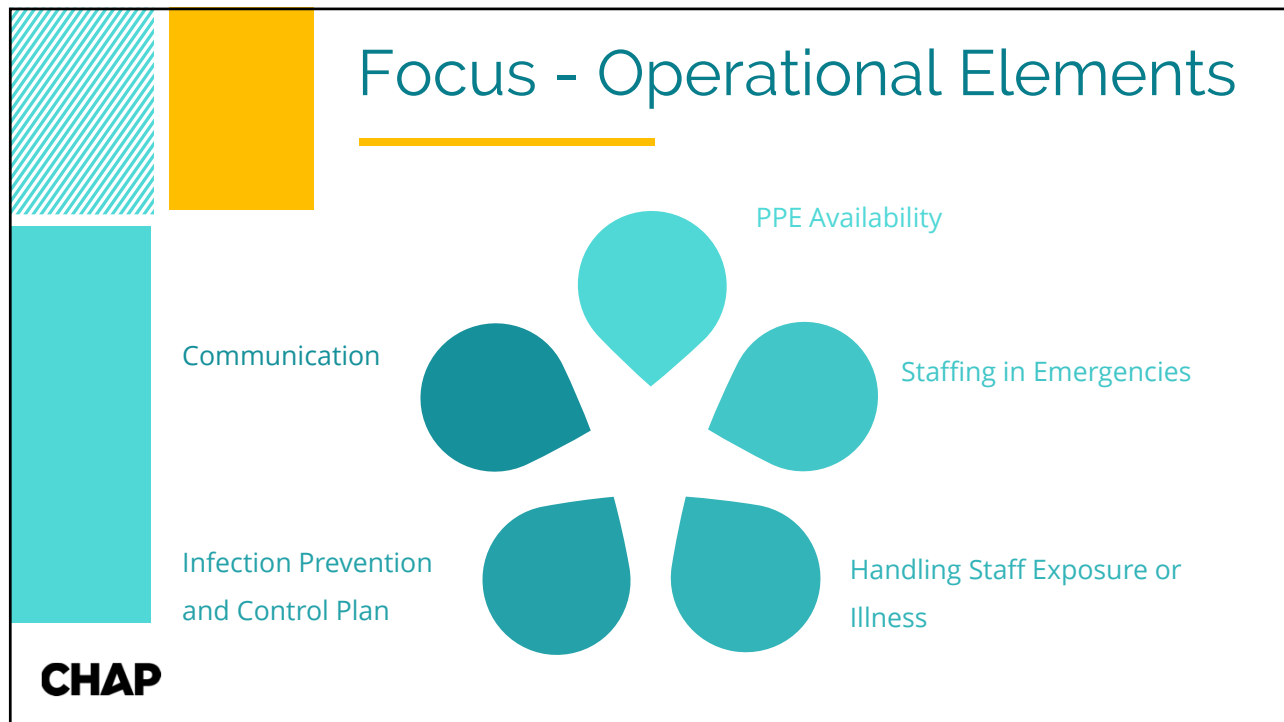 Focus - Operational Elements
PPE Availability
Communication
Staffing in Emergencies
Infection Prevention
and Control Plan
Handling Staff Exposure or
Illness
CHAP